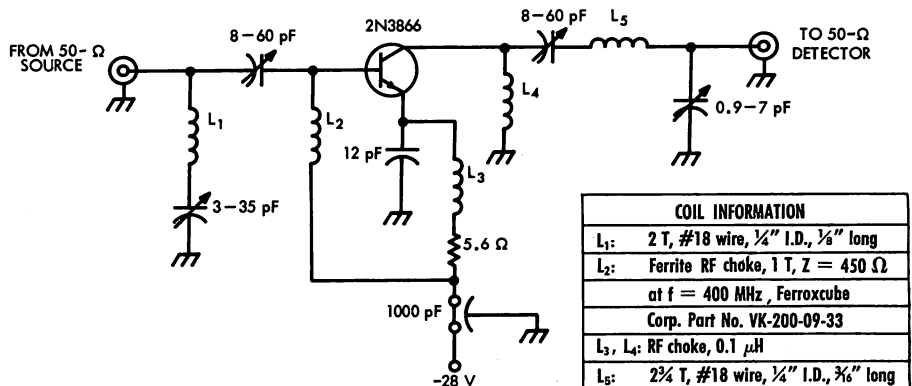 2N3866
8–60 pF
L5
8–60 pF
FROM 50-Ω
SOURCE
TO 50-Ω
DETECTOR
L1
L2
L4
0.9–7 pF
12 pF
L3
3–35 pF
5.6 Ω
1000 pF
–28 V
COIL INFORMATION
L1: 2 T, #18 wire, ¼" I.D., ⅛" long
L2: Ferrite RF choke, 1 T, Z = 450 Ω
at f = 400 MHz, Ferroxcube
Corp. Part No. VK-200-09-33
L3, L4: RF choke, 0.1 μH
L5: 2¾ T, #18 wire, ¼" I.D., 3⁄16" long